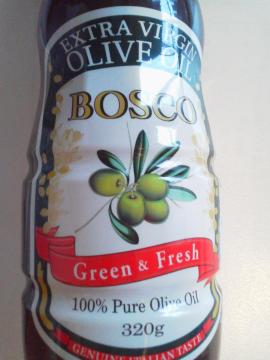 EXTRA VIRGIN
OLIVE OIL
BOSCO
Green & Fresh
100% Pure Olive Oil
320g
GENUINE ITALIAN TASTE